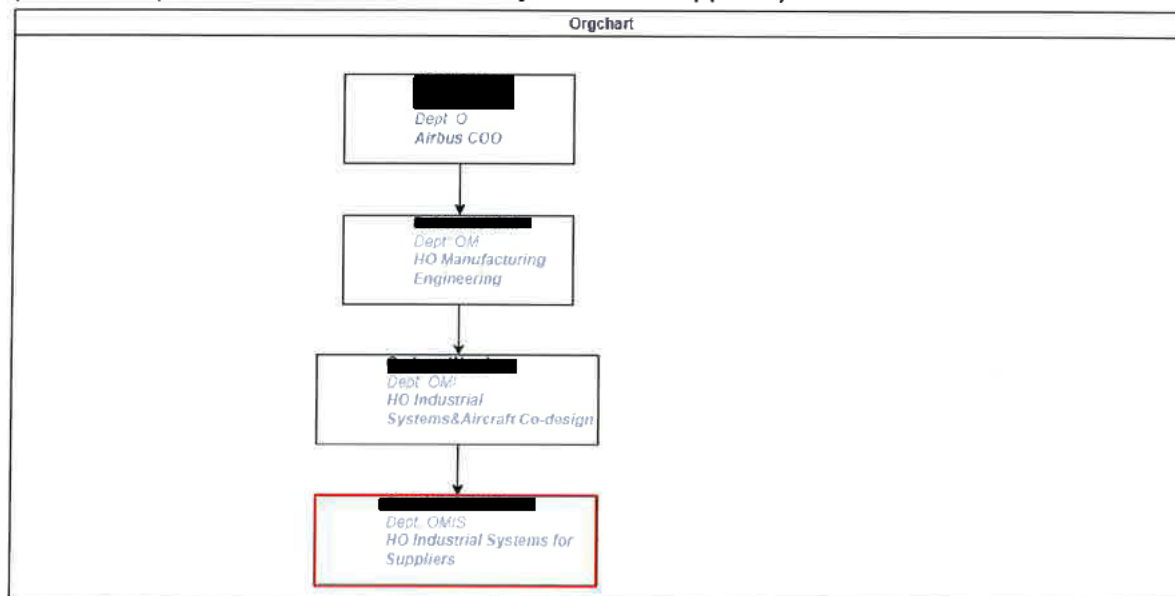 Orgchart
Dept: O
Airbus COO
Dept: OM
HO Manufacturing
Engineering
Dept: OMI
HO Industrial
Systems&Aircraft Co-design
Dept: OMIS
HO Industrial Systems for
Suppliers